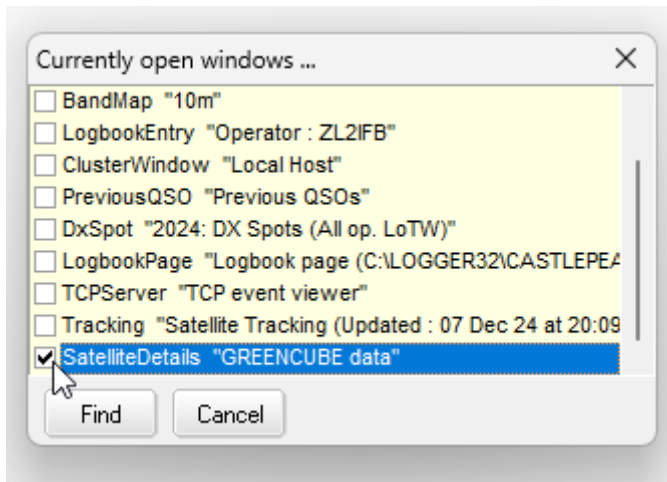 Currently open windows ...
BandMap "10m"
LogbookEntry "Operator : ZL2IFB"
ClusterWindow "Local Host"
PreviousQSO "Previous QSOs"
DxSpot "2024: DX Spots (All op. LoTW)"
LogbookPage "Logbook page (C:\LOGGER32\CASTLEPEA
TCPServer "TCP event viewer"
Tracking "Satellite Tracking (Updated : 07 Dec 24 at 20:09
SatelliteDetails "GREENCUBE data"
Find Cancel